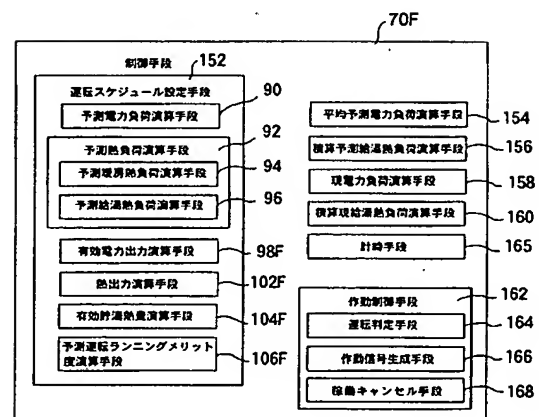 70F
制御手段
152
運転スケジュール設定手段
90
予測電力負荷演算手段
92
予測熱負荷演算手段
94
予測暖房熱負荷演算手段
96
予測給湯熱負荷演算手段
有効電力出力演算手段
98F
熱出力演算手段
102F
有効貯湯熱量演算手段
104F
予測運転ランニングメリット
度演算手段
106F
平均予測電力負荷演算手段
154
積算予測給湯熱負荷演算手段
156
現電力負荷演算手段
158
積算現給湯熱負荷演算手段
160
計時手段
165
作動制御手段
162
運転判定手段
164
作動信号生成手段
166
稼働キャンセル手段
168